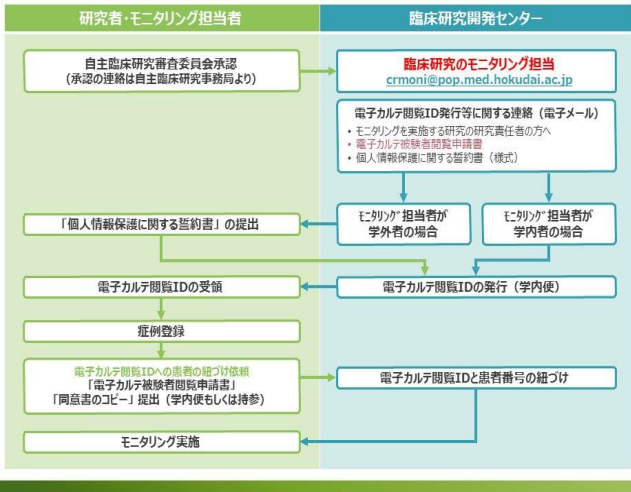 研究者・モニタリング担当者
臨床研究開発センター
自主臨床研究審査委員会承認
(承認の連絡は自主臨床研究事務局より)
臨床研究のモニタリング担当
crmoni@pop.med.hokudai.ac.jp
電子カルテ閲覧ID発行等に関する連絡（電子メール）
• モニタリングを実施する研究の研究責任者の方へ
• 電子カルテ被験者閲覧申請書
• 個人情報保護に関する誓約書（様式）
モニタリング担当者が
学外者の場合
モニタリング担当者が
学内者の場合
「個人情報保護に関する誓約書」の提出
電子カルテ閲覧IDの受領
電子カルテ閲覧IDの発行（学内便）
症例登録
電子カルテ閲覧IDへの患者の紐づけ依頼
「電子カルテ被験者閲覧申請書」
「同意書のコピー」提出（学内便もしくは持参）
電子カルテ閲覧IDと患者番号の紐づけ
モニタリング実施